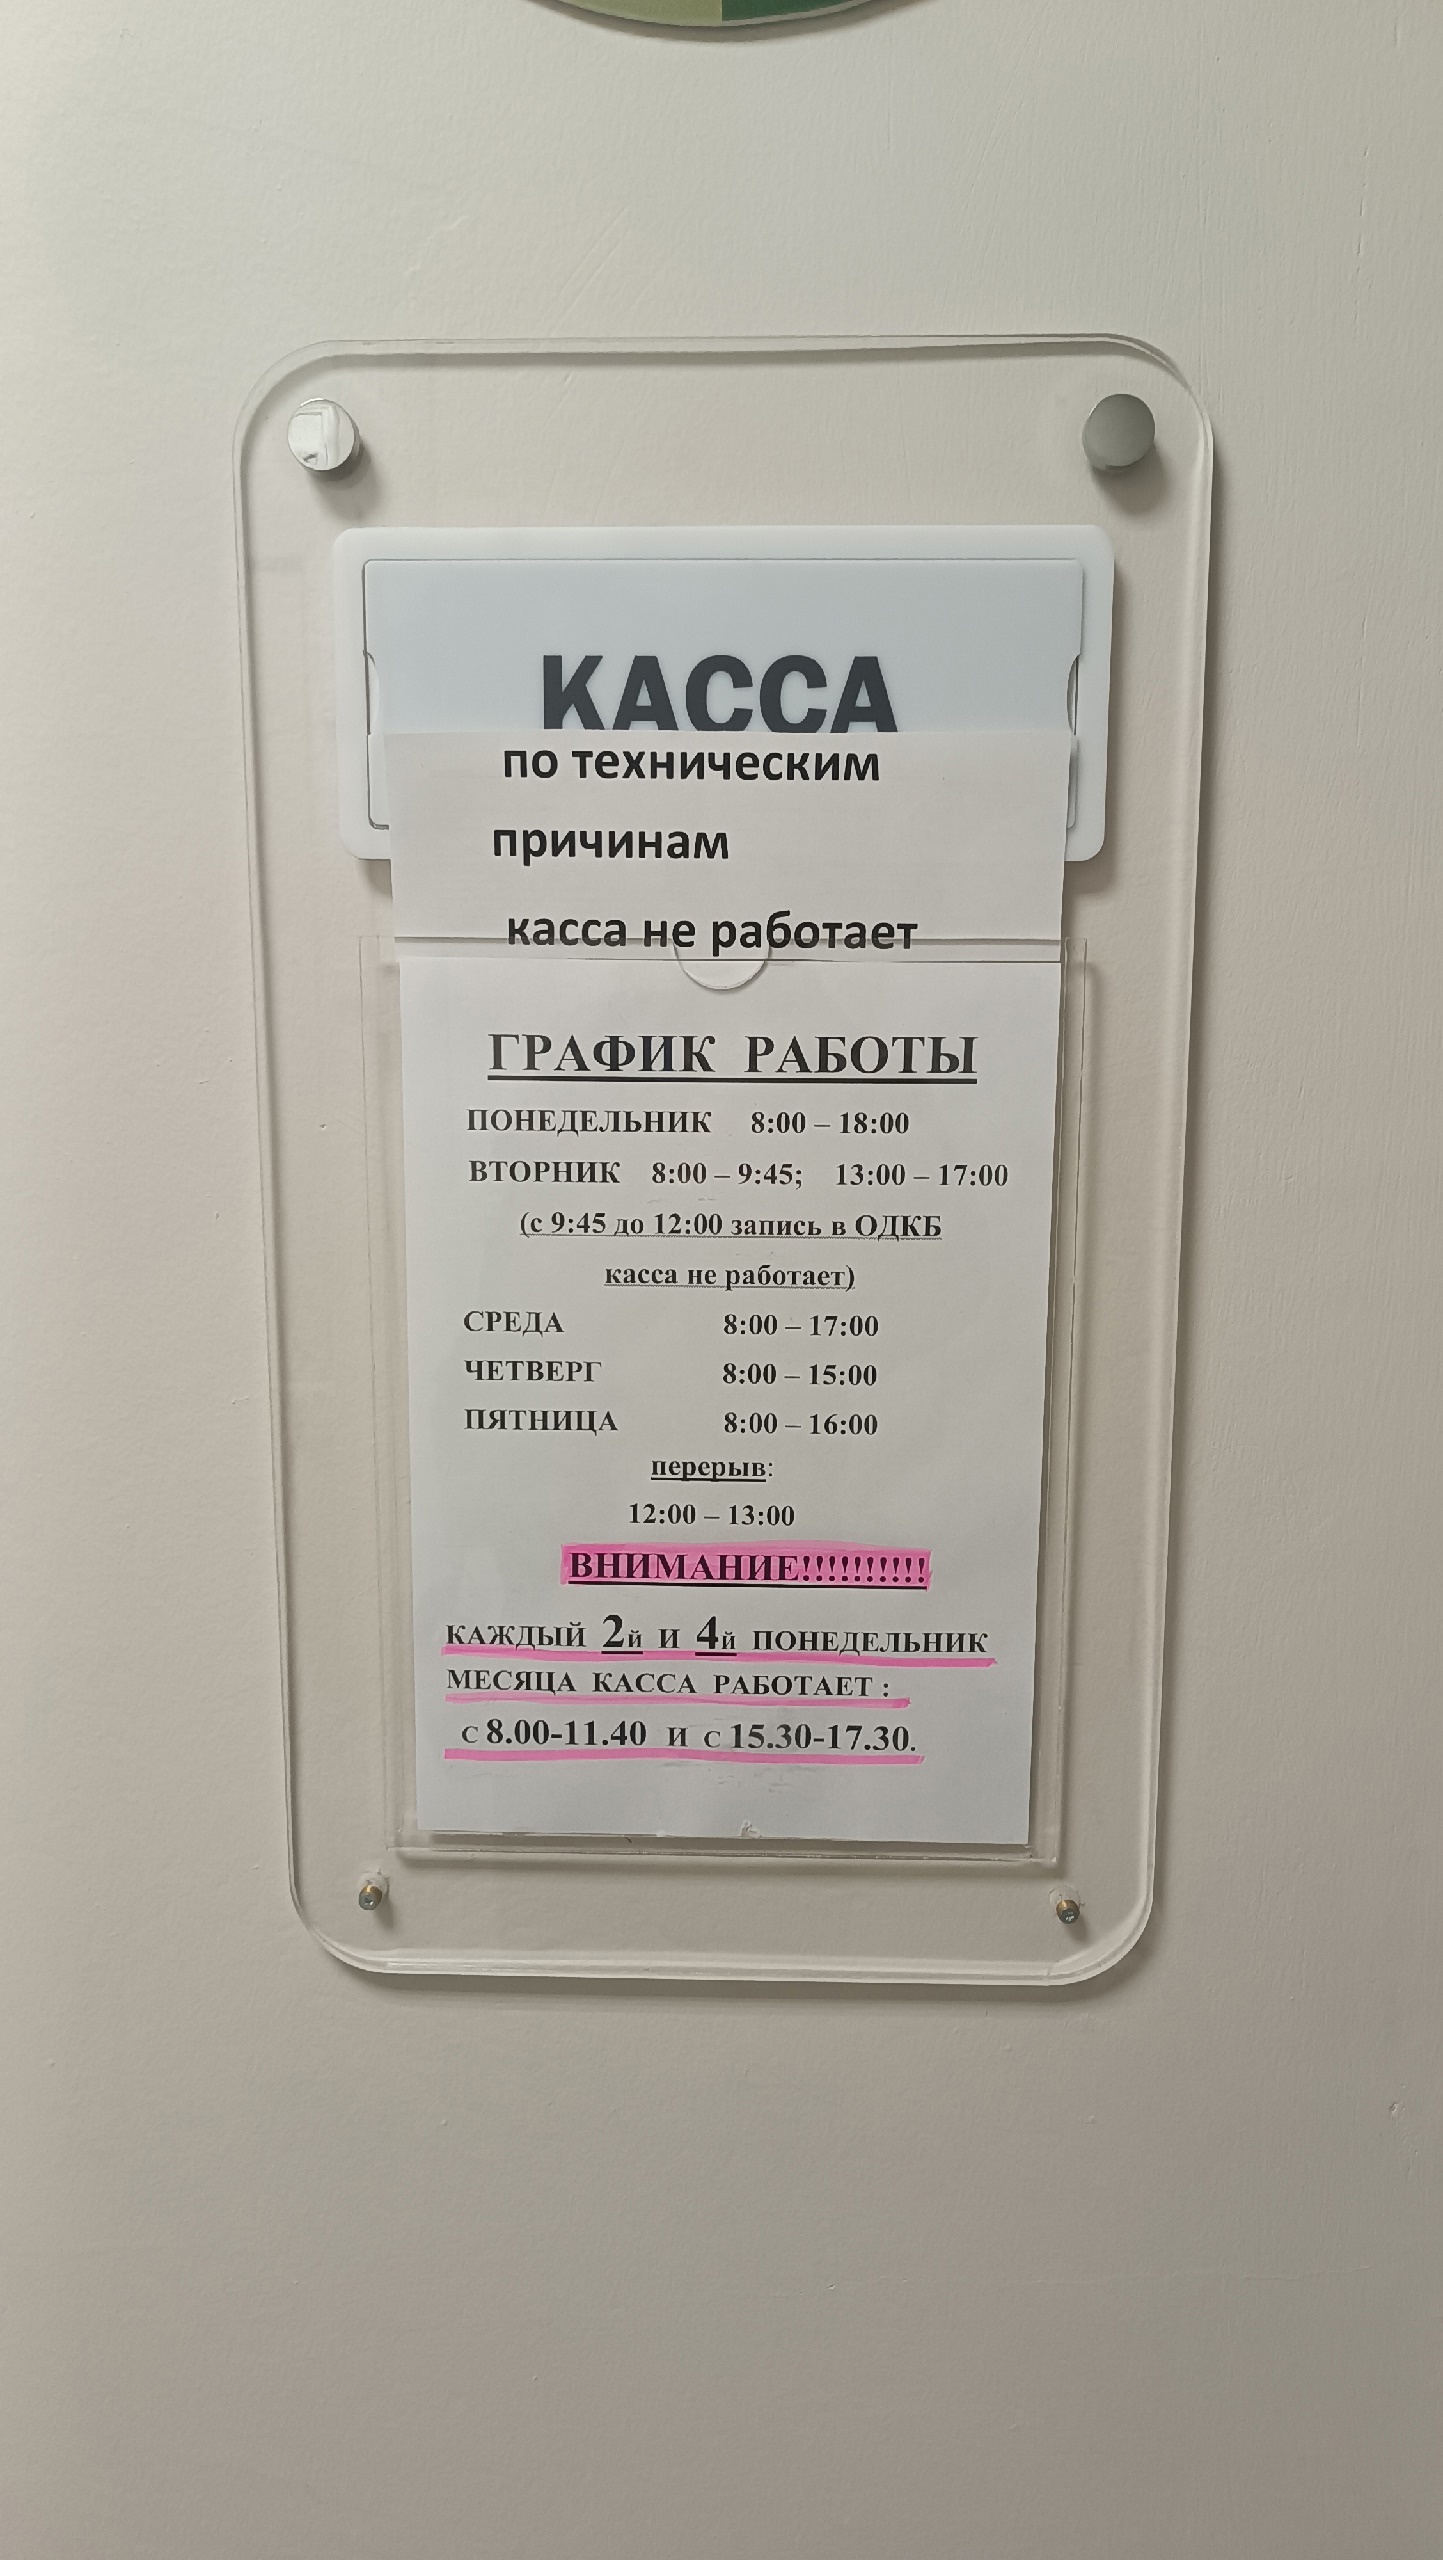 КАССА
по техническим
причинам
касса не работает
ГРАФИК РАБОТЫ
ПОНЕДЕЛЬНИК 8:00 – 18:00
ВТОРНИК 8:00 – 9:45; 13:00 – 17:00
(с 9:45 до 12:00 запись в ОДКБ
касса не работает)
СРЕДА 8:00 – 17:00
ЧЕТВЕРГ 8:00 – 15:00
ПЯТНИЦА 8:00 – 16:00
перерыв:
12:00 – 13:00
ВНИМАНИЕ!!!!!!!!!!
КАЖДЫЙ 2й И 4й ПОНЕДЕЛЬНИК
МЕСЯЦА КАССА РАБОТАЕТ :
С 8.00-11.40 И С 15.30-17.30.